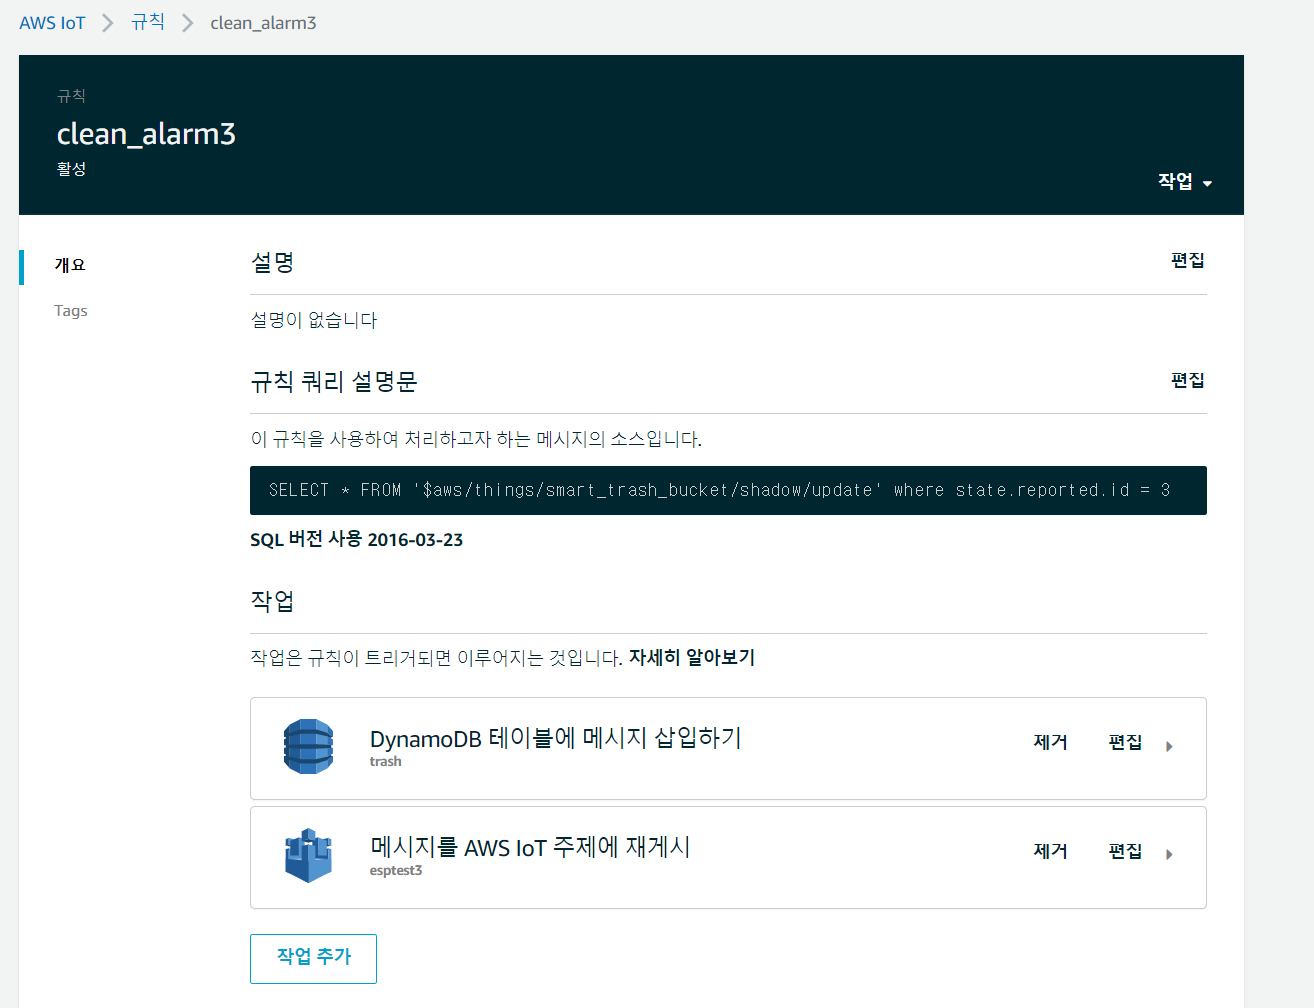 AWS IoT > 규칙 > clean_alarm3
규칙
clean_alarm3
활성
작업
개요
Tags
설명
편집
설명이 없습니다
규칙 쿼리 설명문
편집
이 규칙을 사용하여 처리하고자 하는 메시지의 소스입니다.
SELECT * FROM '$aws/things/smart_trash_bucket/shadow/update' where state.reported.id = 3
SQL 버전 사용 2016-03-23
작업
작업은 규칙이 트리거되면 이루어지는 것입니다. 자세히 알아보기
DynamoDB 테이블에 메시지 삽입하기
trash
제거 편집
메시지를 AWS IoT 주제에 재게시
esptest3
제거 편집
작업 추가